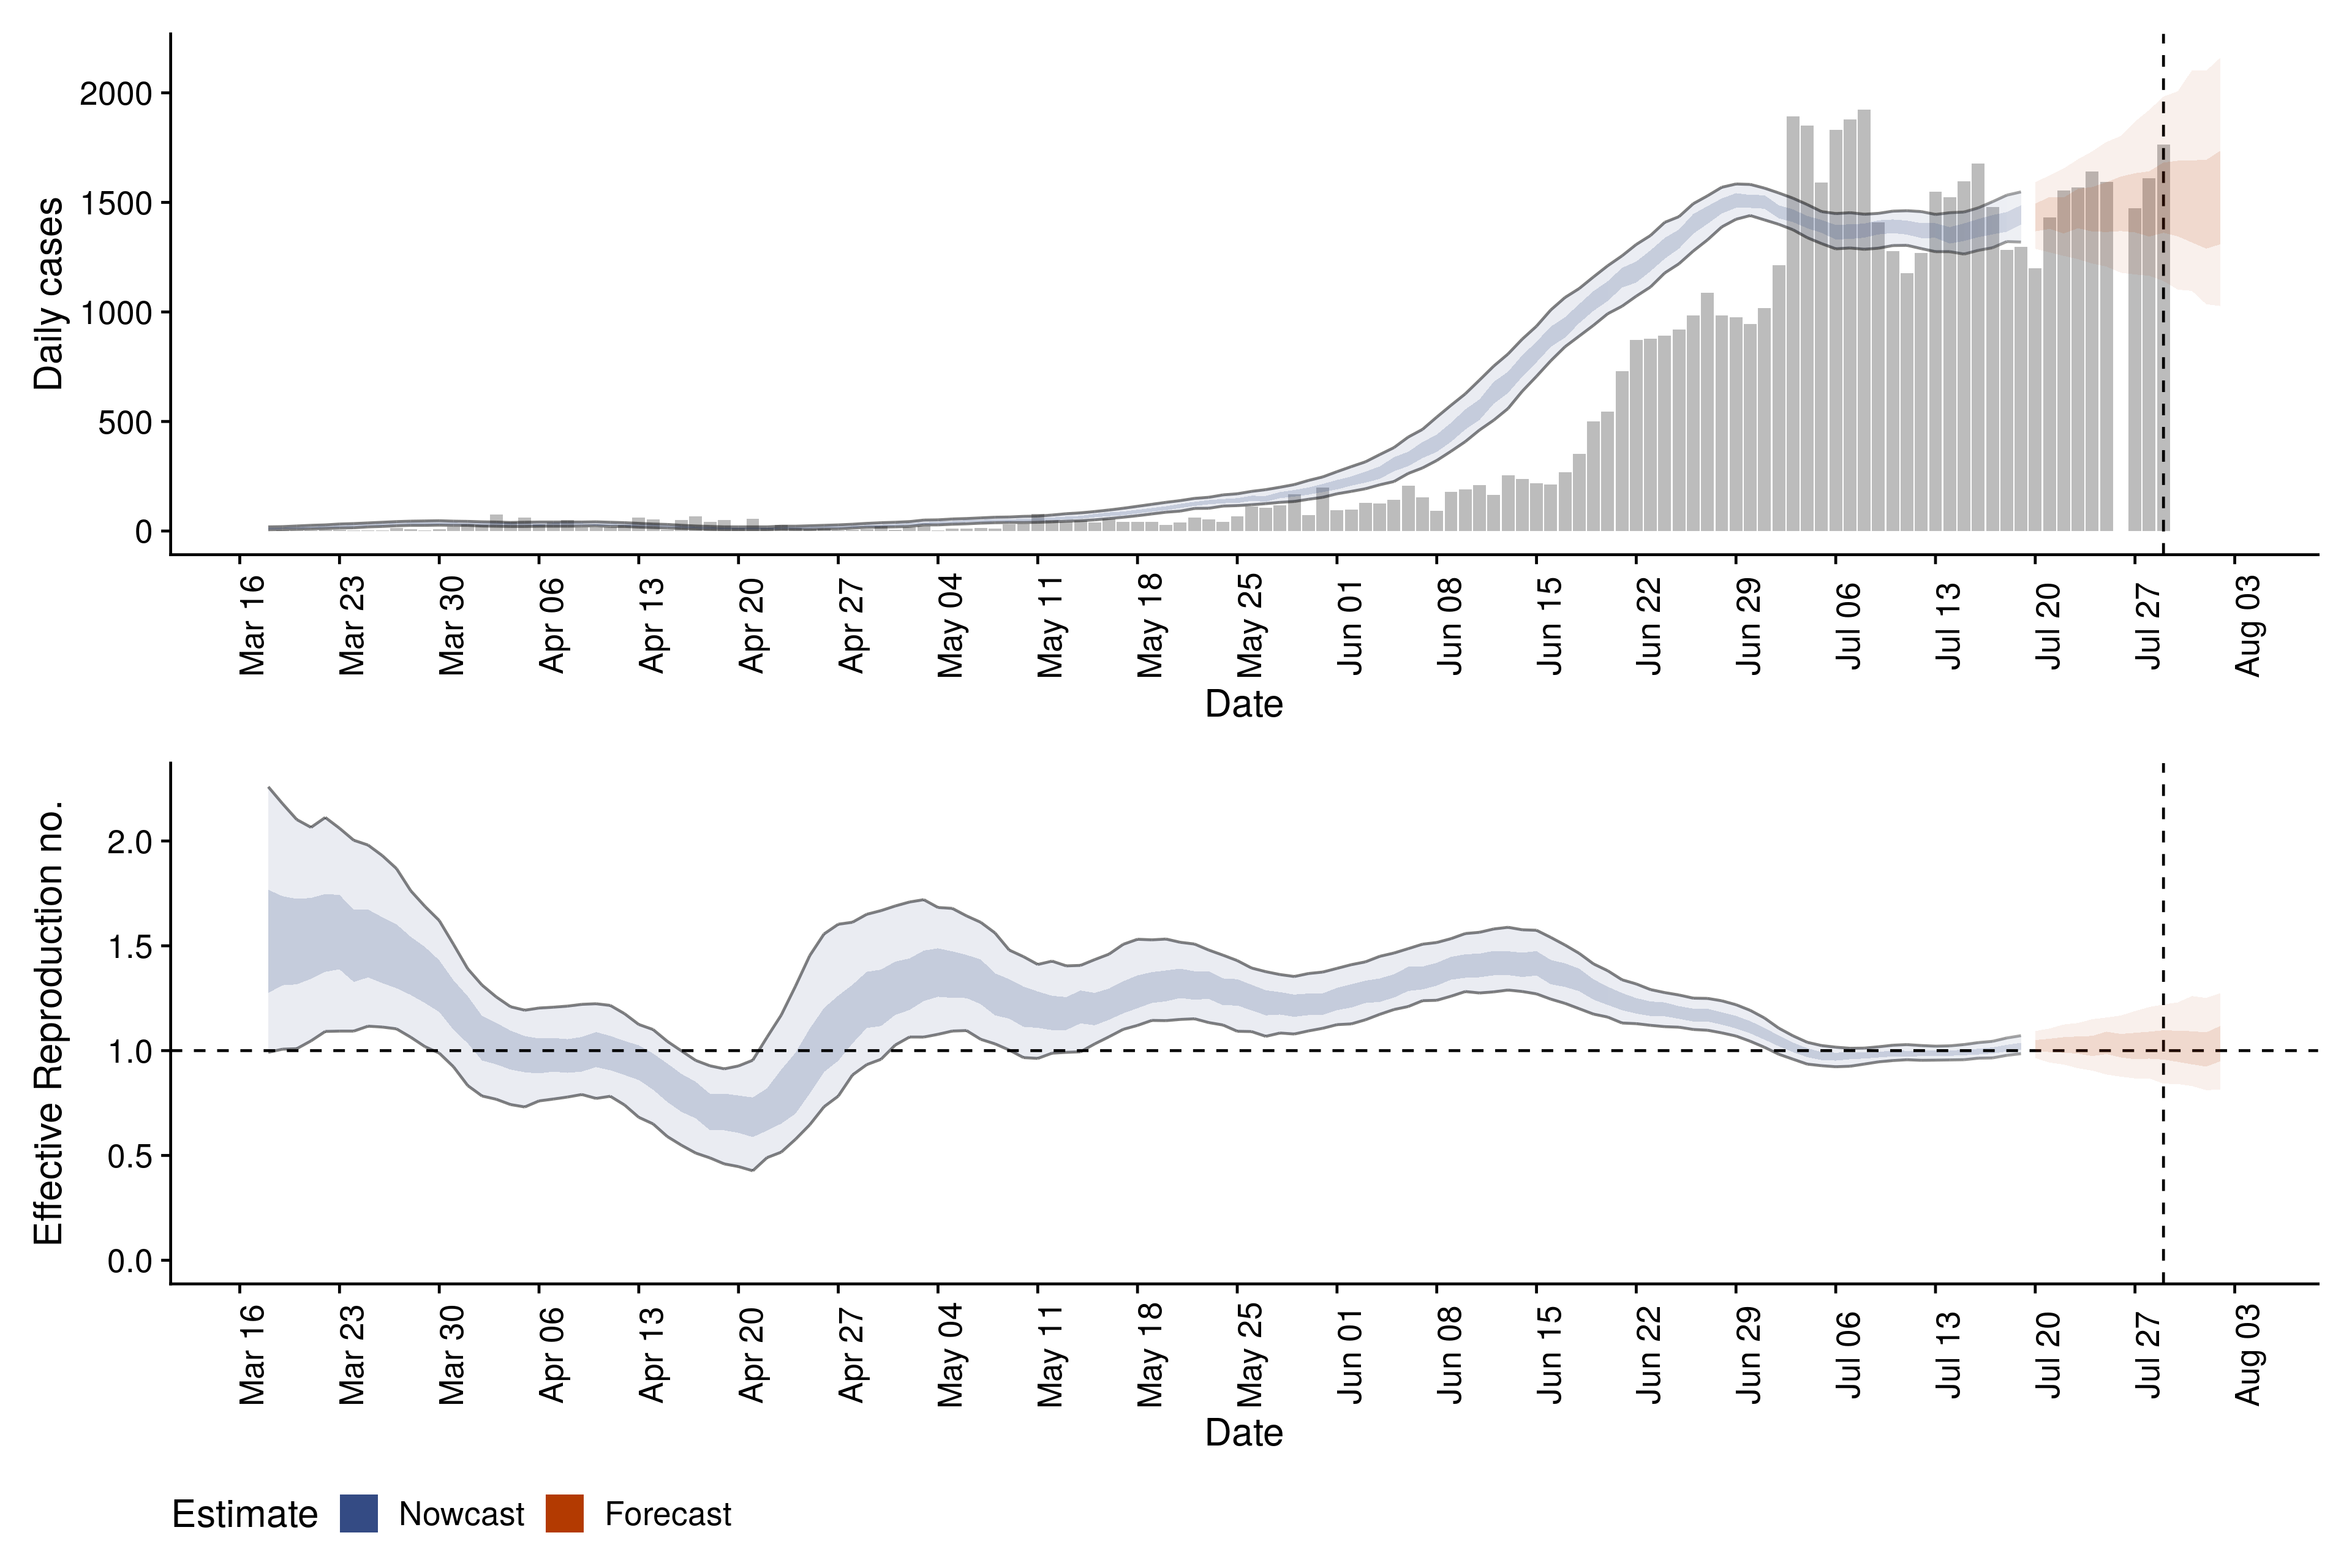 Daily cases
2000
1500
1000
500
0
Mar 16 Mar 23 Mar 30 Apr 06 Apr 13 Apr 20 Apr 27 May 04 May 11 May 18 May 25 Jun 01 Jun 08 Jun 15 Jun 22 Jun 29 Jul 06 Jul 13 Jul 20 Jul 27 Aug 03
Date
Effective Reproduction no.
2.0
1.5
1.0
0.5
0.0
Mar 16 Mar 23 Mar 30 Apr 06 Apr 13 Apr 20 Apr 27 May 04 May 11 May 18 May 25 Jun 01 Jun 08 Jun 15 Jun 22 Jun 29 Jul 06 Jul 13 Jul 20 Jul 27 Aug 03
Date
Estimate Nowcast Forecast